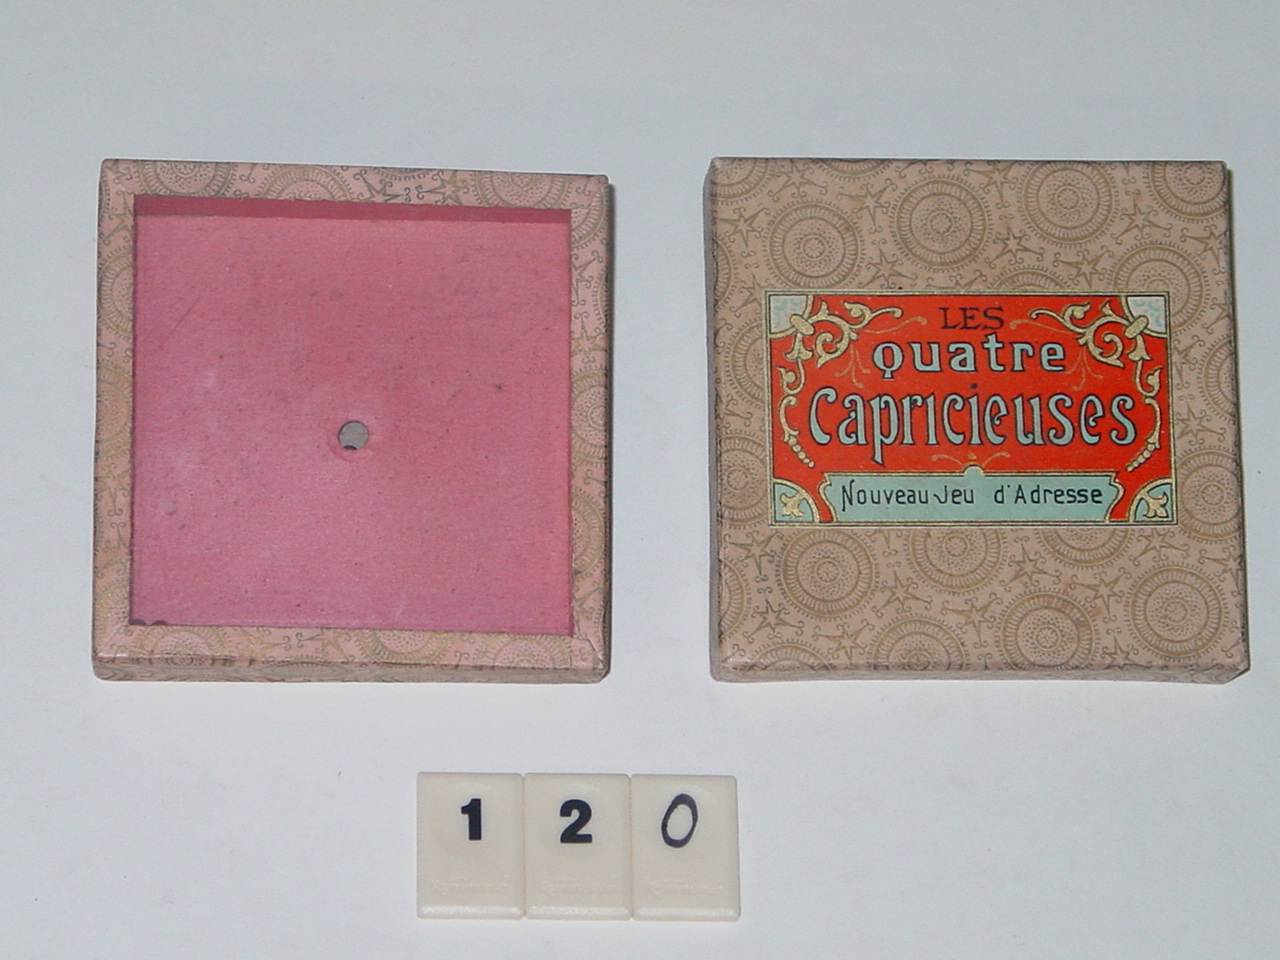 LES
Quatre
Capricieuses
Nouveau Jeu d'Adresse
1 2 0